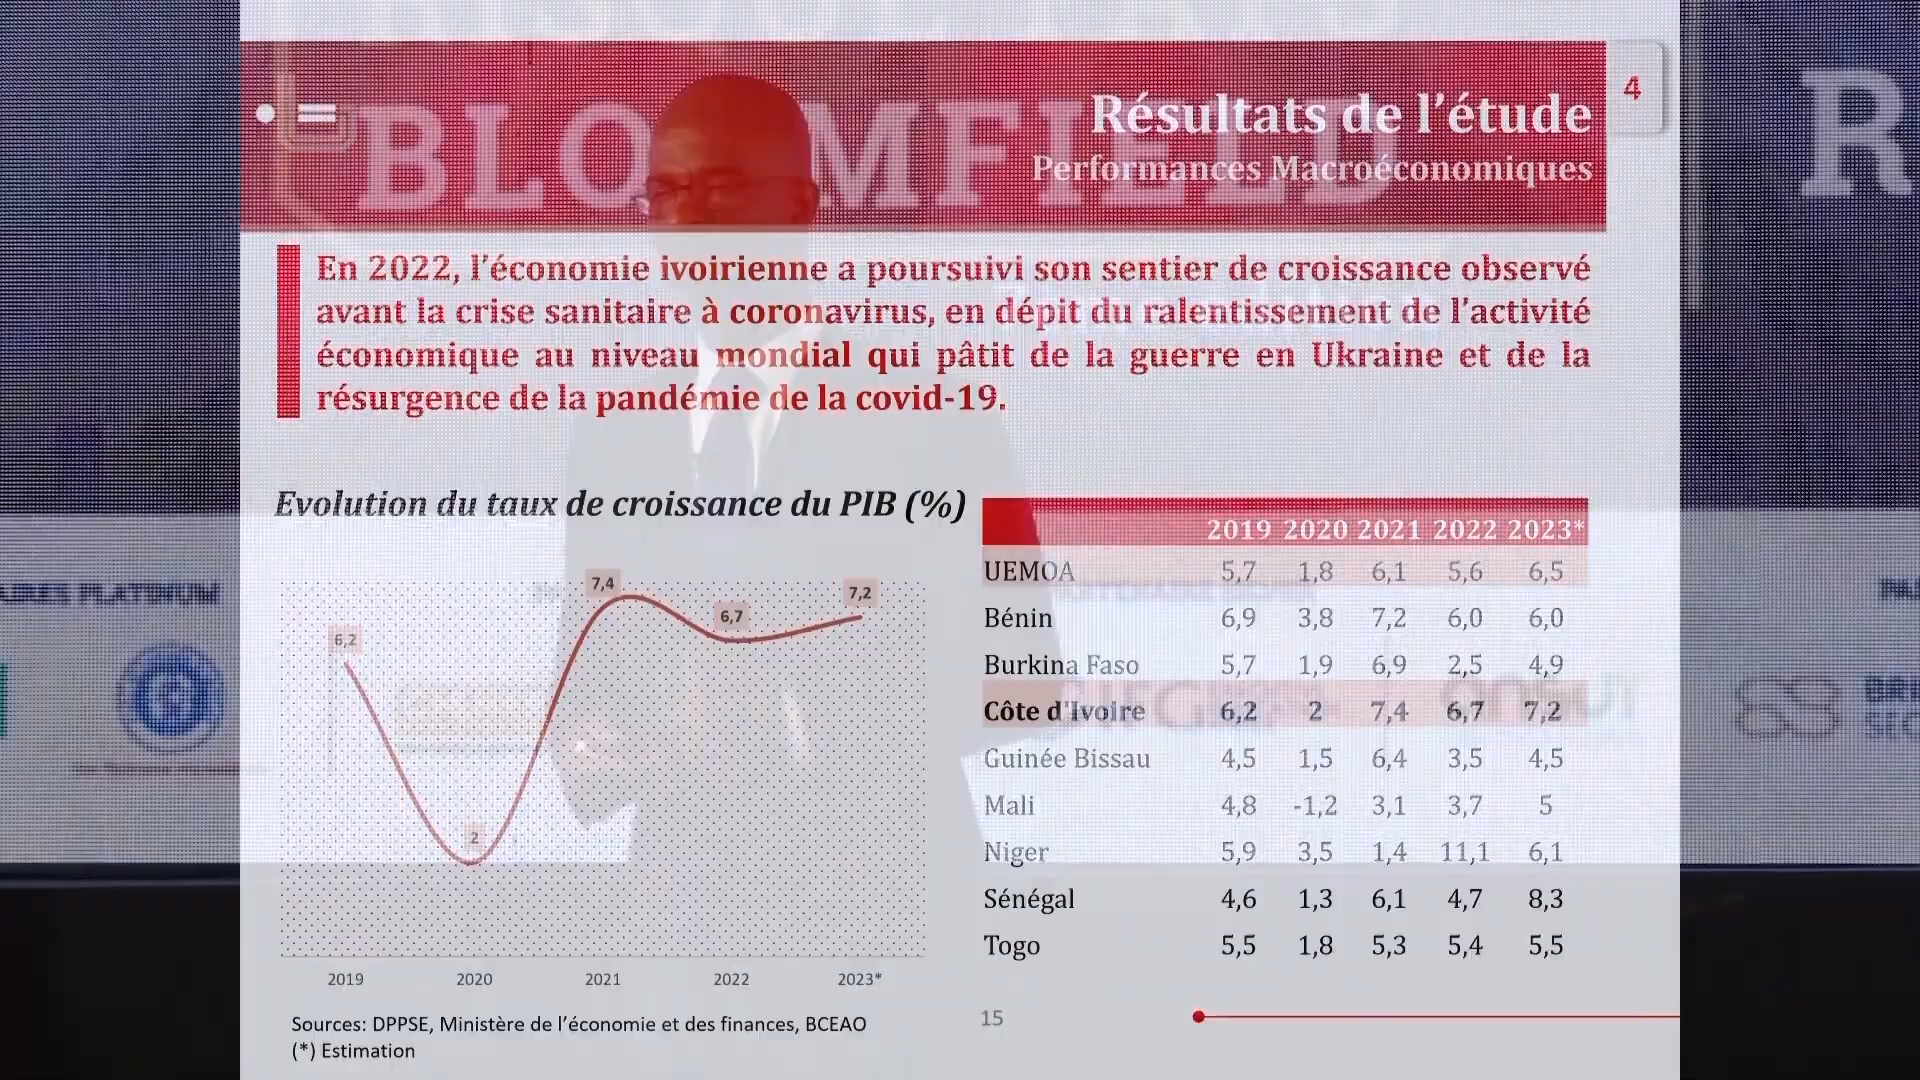 BLOOMFIELD
R
Résultats de l'étude
4
Performances Macroéconomiques
En 2022, l'économie ivoirienne a poursuivi son sentier de croissance observé
avant la crise sanitaire à coronavirus, en dépit du ralentissement de l'activité
économique au niveau mondial qui pâtit de la guerre en Ukraine et de la
résurgence de la pandémie de la covid-19.
Evolution du taux de croissance du PIB (%)
6,2
2
7,4
6,7
7,2
2019 2020 2021 2022 2023*
2019 2020 2021 2022 2023*
UEMOA 5,7 1,8 6,1 5,6 6,5
Bénin 6,9 3,8 7,2 6,0 6,0
Burkina Faso 5,7 1,9 6,9 2,5 4,9
Côte d'Ivoire 6,2 2 7,4 6,7 7,2
Guinée Bissau 4,5 1,5 6,4 3,5 4,5
Mali 4,8 -1,2 3,1 3,7 5
Niger 5,9 3,5 1,4 11,1 6,1
Sénégal 4,6 1,3 6,1 4,7 8,3
Togo 5,5 1,8 5,3 5,4 5,5
Sources: DPPSE, Ministère de l'économie et des finances, BCEAO
(*) Estimation
15
PLATINUM